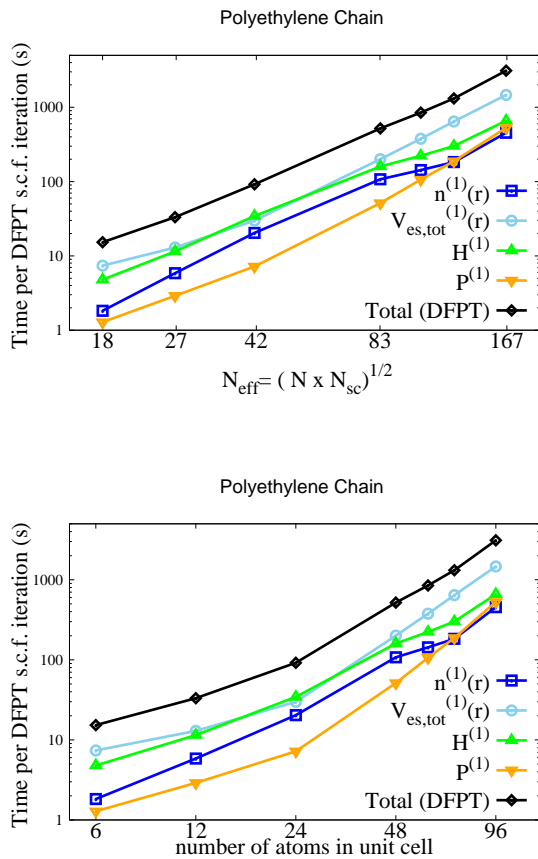 Polyethylene Chain
Time per DFPT s.c.f. iteration (s)
1000
100
10
1
n^(1)(r)
V_es,tot^(1)(r)
H^(1)
P^(1)
Total (DFPT)
18 27 42 83 167
N_eff= ( N x N_sc)^1/2
Polyethylene Chain
Time per DFPT s.c.f. iteration (s)
1000
100
10
1
n^(1)(r)
V_es,tot^(1)(r)
H^(1)
P^(1)
Total (DFPT)
6 12 24 48 96
number of atoms in unit cell